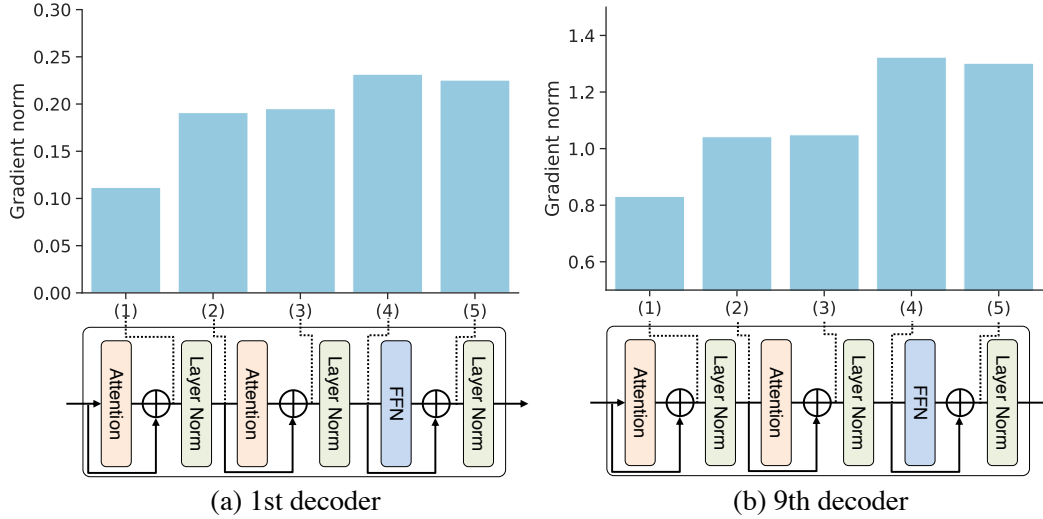 Gradient norm
0.30
0.25
0.20
0.15
0.10
0.05
0.00
(1)
(2)
(3)
(4)
(5)
Attention
Layer Norm
Attention
Layer Norm
FFN
Layer Norm
(a) 1st decoder
Gradient norm
1.4
1.2
1.0
0.8
0.6
(1)
(2)
(3)
(4)
(5)
Attention
Layer Norm
Attention
Layer Norm
FFN
Layer Norm
(b) 9th decoder